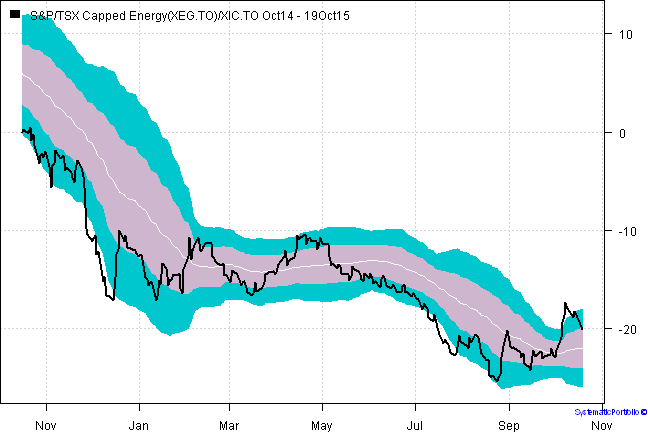 S&P/TSX Capped Energy(XEG.TO)/XIC.TO Oct14 - 19Oct15
10
0
-10
-20
Nov Jan Mar May Jul Sep Nov
SystematicPortfolio ©